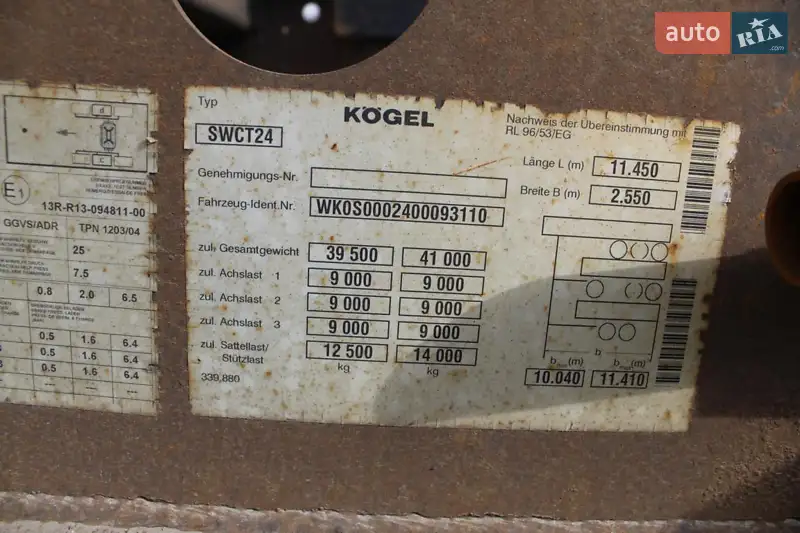 auto RIA .com
Typ
KÖGEL
Nachweis der Übereinstimmung mit
RL 96/53/EG
SWCT24
Länge L (m) 11.450
Genehmigungs-Nr.
Breite B (m) 2.550
Fahrzeug-Ident.Nr. WK0S0002400093110
zul. Gesamtgewicht 39 500 41 000
zul. Achslast 1 9 000 9 000
zul. Achslast 2 9 000 9 000
zul. Achslast 3 9 000 9 000
zul. Sattellast/
Stützlast 12 500 14 000
kg kg
339,880
b (m) b (m)
10.040 11.410
d
c
E1
13R-R13-094811-00
GGVS/ADR TPN 1203/04
25
7.5
0.8 2.0 6.5
0.5 1.6 6.4
0.5 1.6 6.4
0.5 1.6 6.4